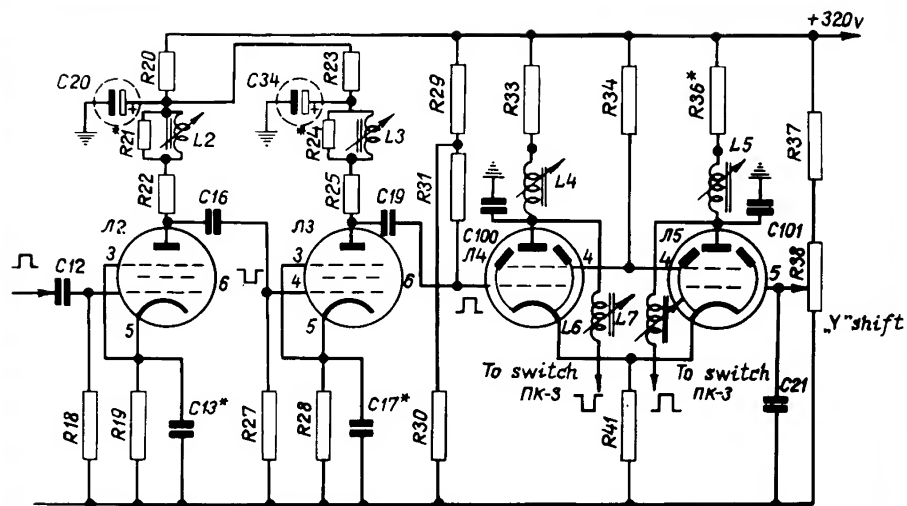 +320v
C20
R20
R23
C34
R29
R33
R34
R36*
R37
*
R21
L2
*
R24
L3
L5
R22
C16
R25
C19
R31
L4
C100
C101
Л2
Л3
Л4
Л5
R38
3
6
3
4
6
4
4
5
C12
5
5
L6
L7
„Y" shift
To switch
ПК-3
To switch
ПК-3
C21
R18
R19
C13*
R27
R28
C17*
R30
R41